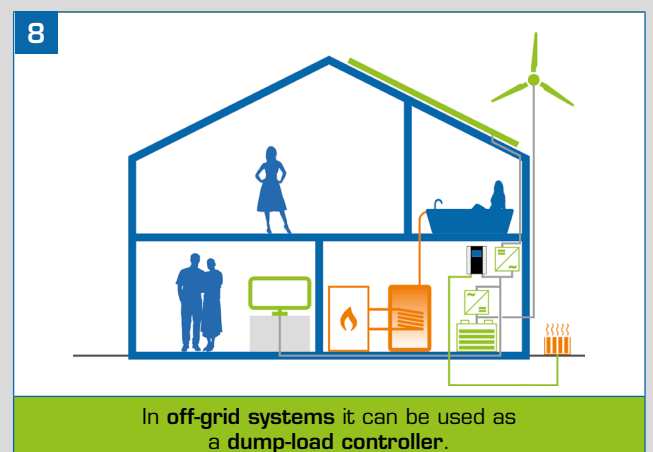 8
In off-grid systems it can be used as
a dump-load controller.